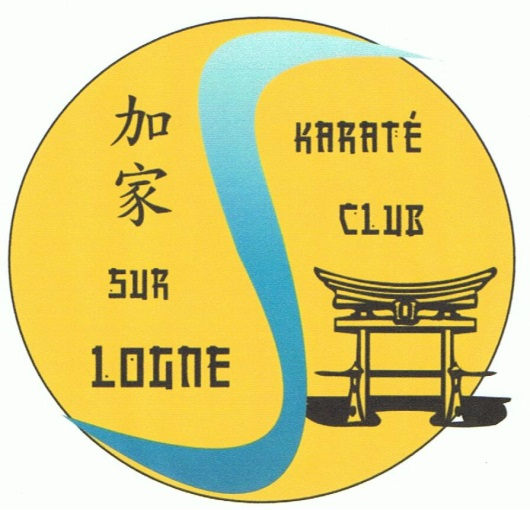 加
家
SUR
LOGNE
KARATÉ
CLUB